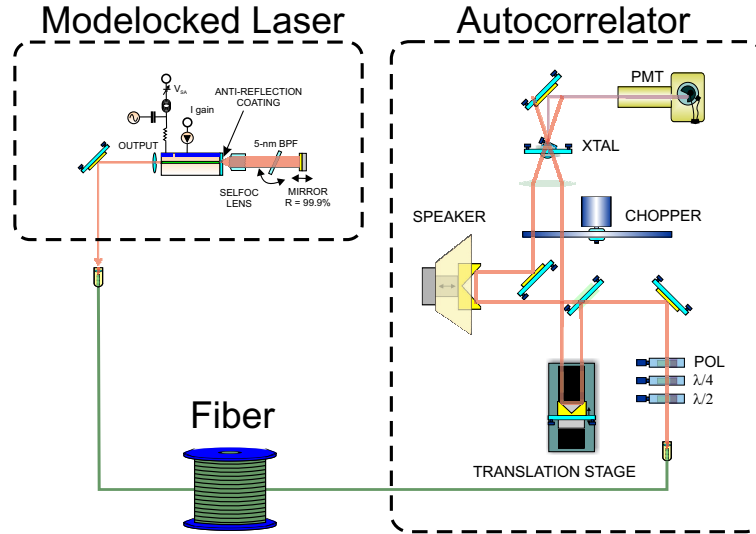 Modelocked Laser
Autocorrelator
V_SA
I gain
ANTI-REFLECTION
COATING
OUTPUT
5-nm BPF
SELFOC
LENS
MIRROR
R = 99.9%
PMT
XTAL
SPEAKER
CHOPPER
POL
λ/4
λ/2
TRANSLATION STAGE
Fiber